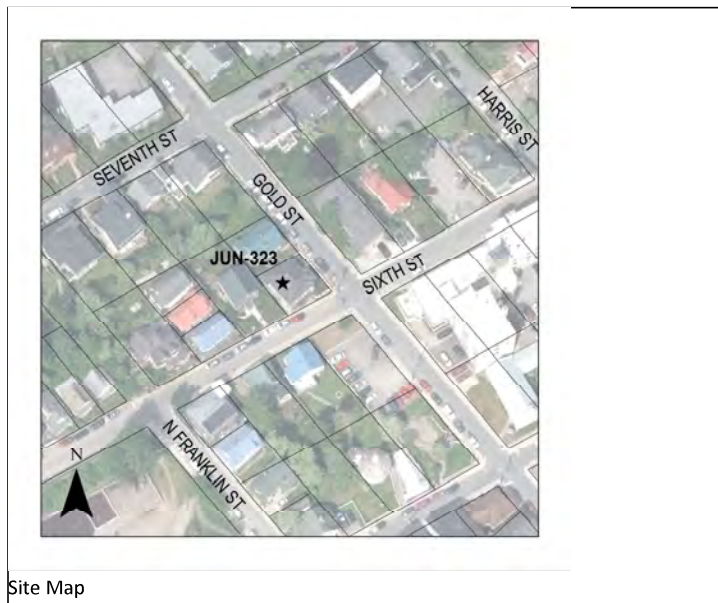 HARRIS ST
SEVENTH ST
GOLD ST
JUN-323
SIXTH ST
N FRANKLIN ST
N
Site Map